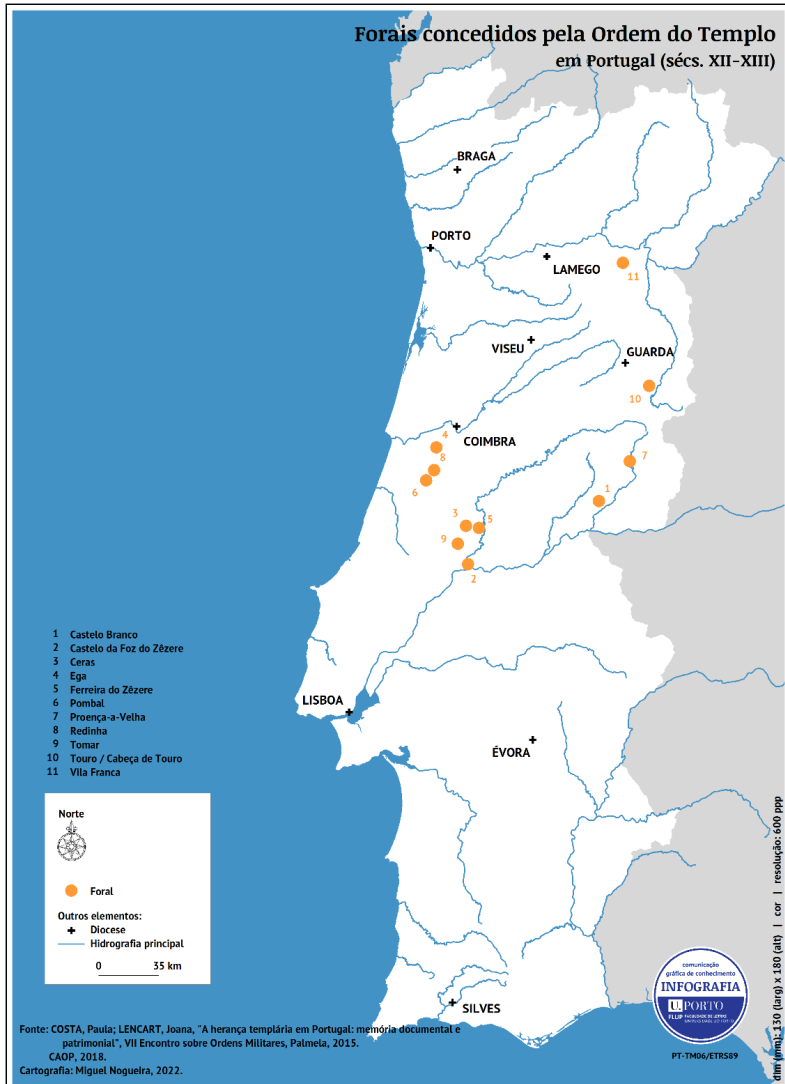 Forais concedidos pela Ordem do Templo
em Portugal (sécs. XII-XIII)
BRAGA
PORTO
LAMEGO
11
VISEU
GUARDA
10
4
COIMBRA
8
7
6
1
3
5
9
2
1 Castelo Branco
2 Castelo da Foz do Zêzere
3 Ceras
4 Ega
5 Ferreira do Zêzere
6 Pombal
7 Proença-a-Velha
8 Redinha
9 Tomar
10 Touro / Cabeça de Touro
11 Vila Franca
LISBOA
ÉVORA
Norte
Foral
Outros elementos:
Diocese
Hidrografia principal
0 35 km
SILVES
Fonte: COSTA, Paula; LENCART, Joana, "A herança templária em Portugal: memória documental e
patrimonial", VII Encontro sobre Ordens Militares, Palmela, 2015.
CAOP, 2018.
Cartografia: Miguel Nogueira, 2022.
comunicação
gráfica de conhecimento
INFOGRAFIA
U.PORTO
FLUP FACULDADE DE LETRAS
UNIVERSIDADE DO PORTO
PT-TM06/ETRS89
dim (mm): 130 (larg) x 180 (alt) | cor | resolução: 600 ppp